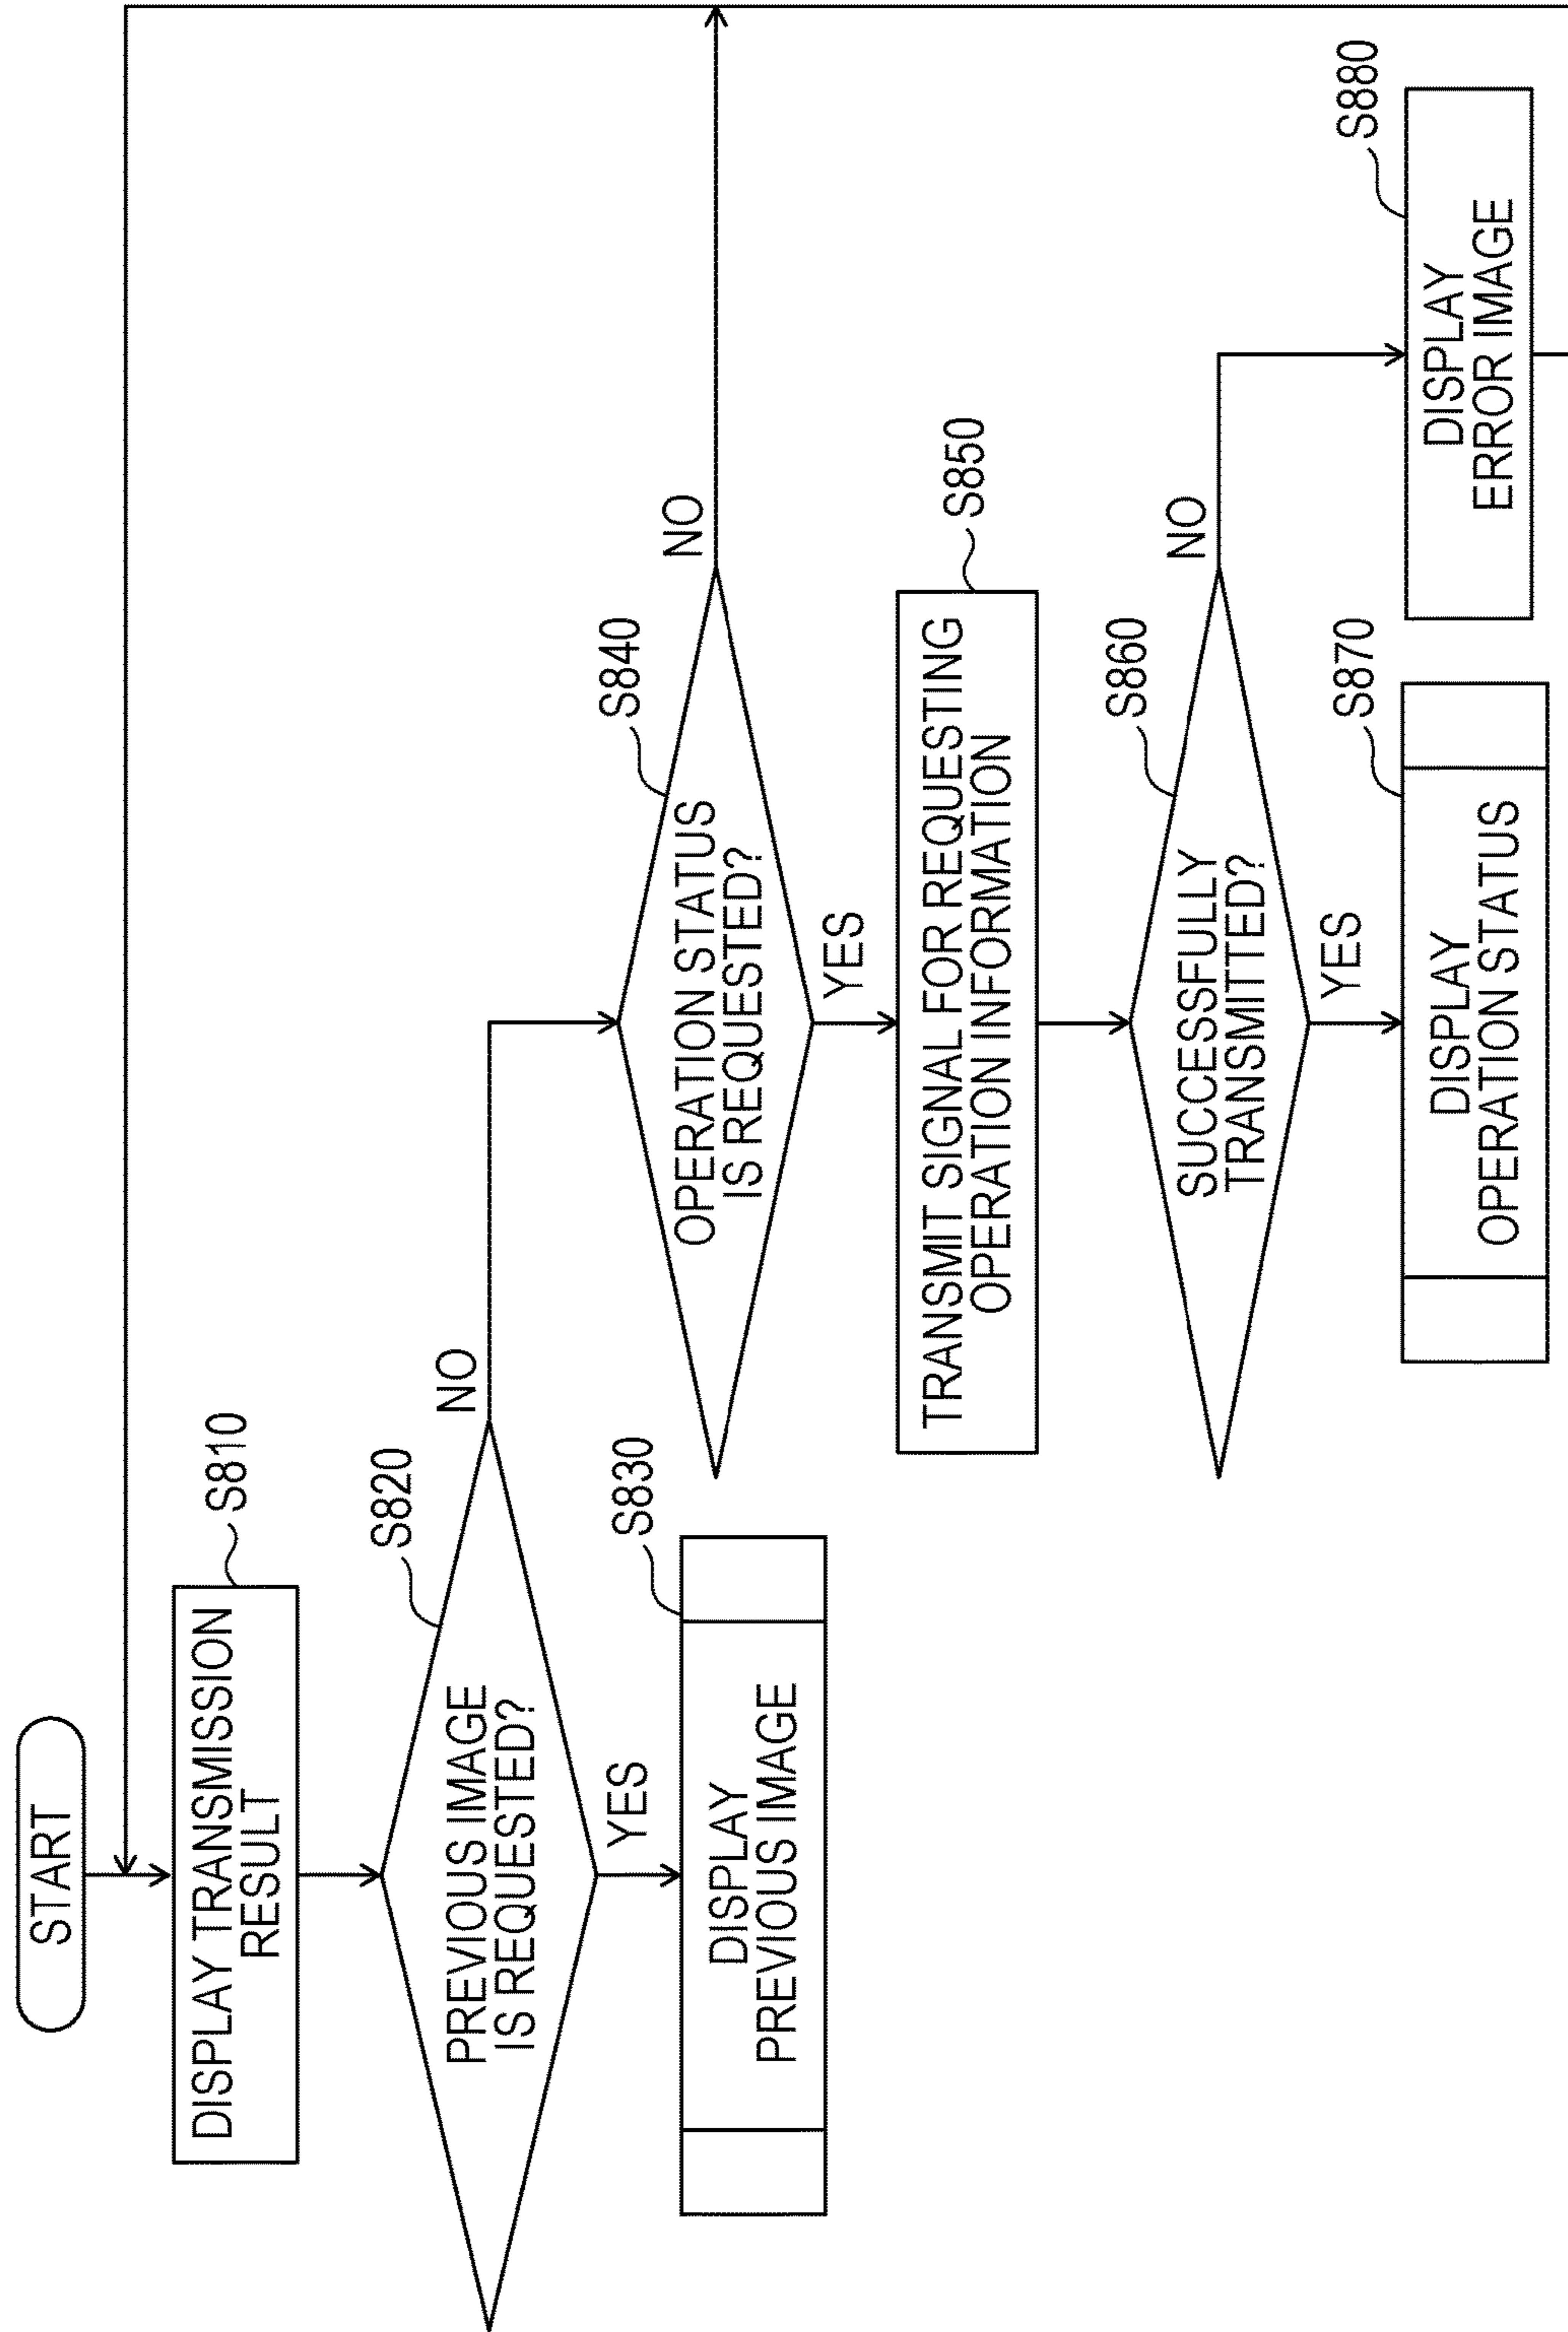 START
DISPLAY TRANSMISSION
RESULT
S810
PREVIOUS IMAGE
IS REQUESTED?
S820
NO
YES
DISPLAY
PREVIOUS IMAGE
S830
OPERATION STATUS
IS REQUESTED?
S840
NO
YES
TRANSMIT SIGNAL FOR REQUESTING
OPERATION INFORMATION
S850
SUCCESSFULLY
TRANSMITTED?
S860
NO
YES
DISPLAY
OPERATION STATUS
S870
DISPLAY
ERROR IMAGE
S880